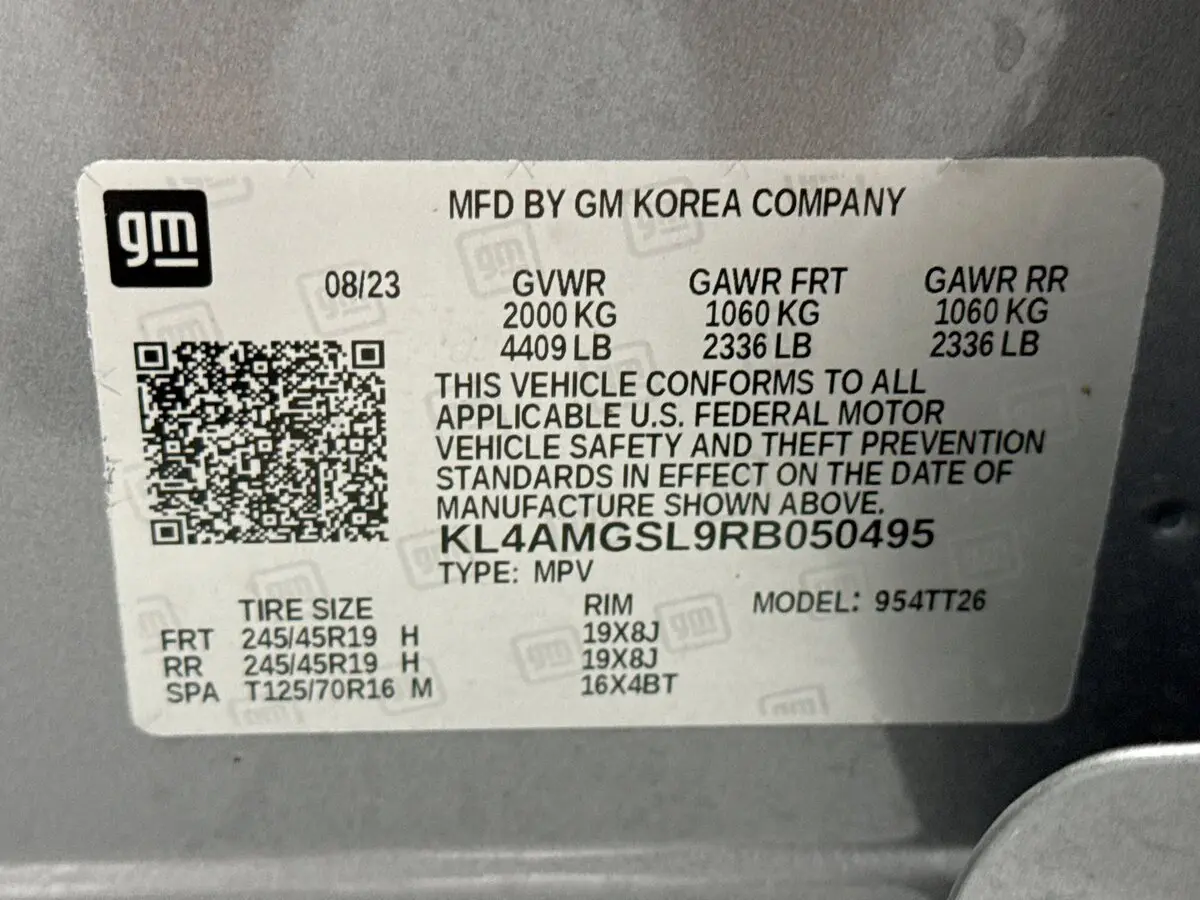 gm
MFD BY GM KOREA COMPANY
08/23 GVWR GAWR FRT GAWR RR
2000 KG 1060 KG 1060 KG
4409 LB 2336 LB 2336 LB
THIS VEHICLE CONFORMS TO ALL
APPLICABLE U.S. FEDERAL MOTOR
VEHICLE SAFETY AND THEFT PREVENTION
STANDARDS IN EFFECT ON THE DATE OF
MANUFACTURE SHOWN ABOVE.
KL4AMGSL9RB050495
TYPE: MPV
TIRE SIZE RIM MODEL: 954TT26
FRT 245/45R19 H 19X8J
RR 245/45R19 H 19X8J
SPA T125/70R16 M 16X4BT